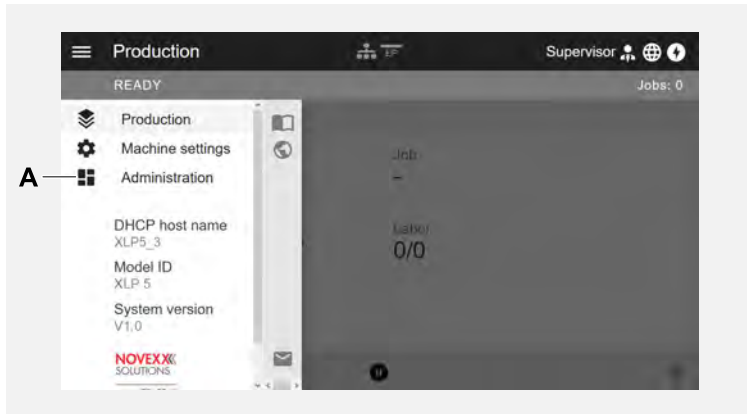 Production
EP
Supervisor
READY
Jobs: 0
Production
Machine settings
A
Administration
Job
–
DHCP host name
XLP5_3
Label
0/0
Model ID
XLP 5
System version
V1.0
NOVEXX
SOLUTIONS